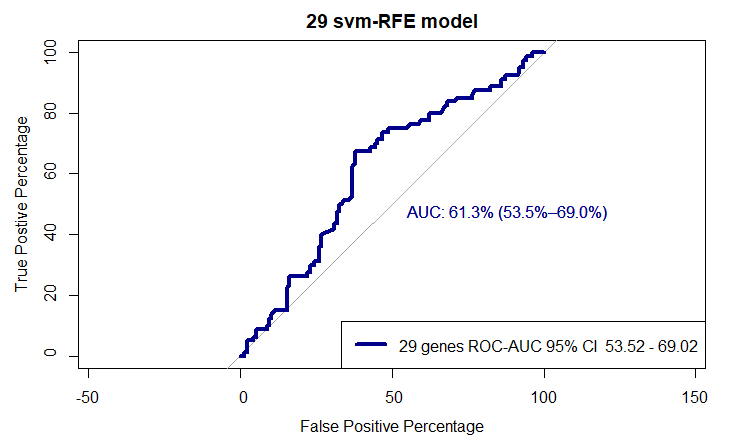 29 svm-RFE model
True Postive Percentage
100
80
60
40
20
0
AUC: 61.3% (53.5%–69.0%)
29 genes ROC-AUC 95% CI 53.52 - 69.02
-50
0
50
100
150
False Positive Percentage